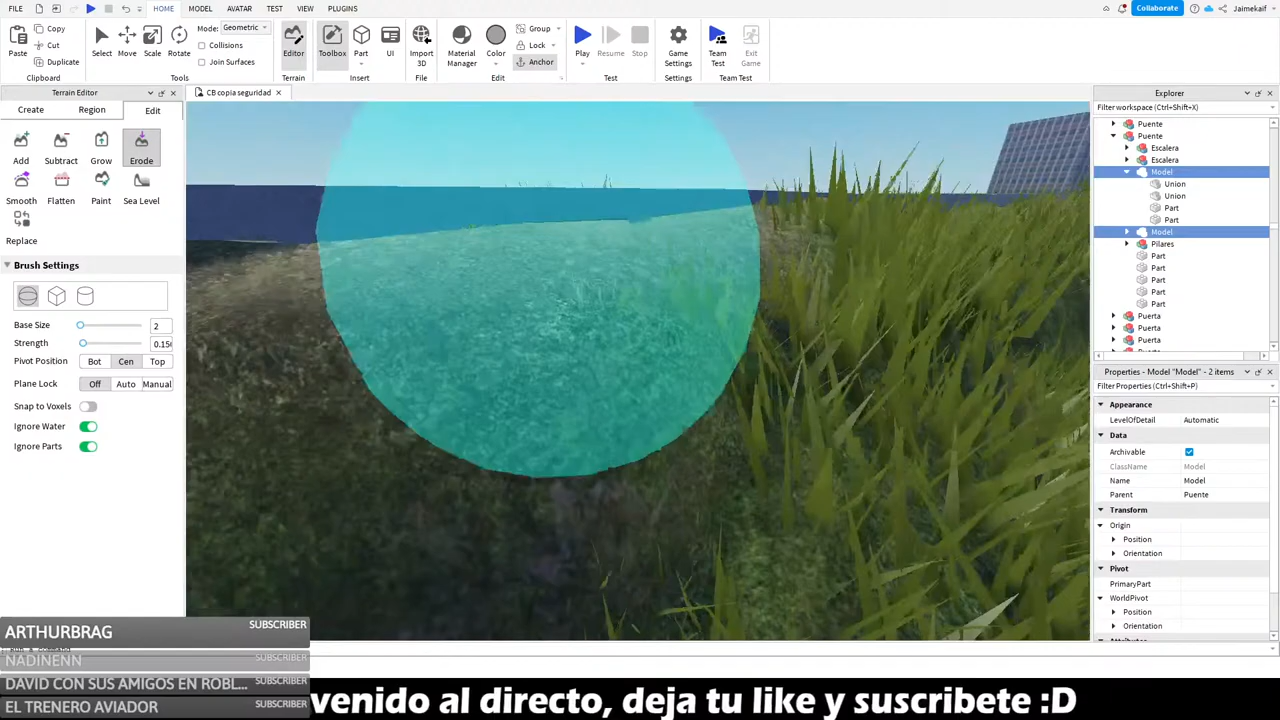 FILE HOME MODEL AVATAR TEST VIEW PLUGINS Collaborate Jaimekaif
Paste Copy Cut Duplicate Clipboard
Select Move Scale Rotate Mode: Geometric Collisions Join Surfaces Tools
Editor Terrain
Toolbox Part UI Insert
Import 3D File
Material Manager Color Group Lock Anchor Edit
Play Resume Stop Test
Game Settings Settings
Team Test Exit Game Team Test
Terrain Editor
Create Region Edit
Add Subtract Grow Erode
Smooth Flatten Paint Sea Level
Replace
Brush Settings
Base Size 2
Strength 0.150
Pivot Position Bot Cen Top
Plane Lock Off Auto Manual
Snap to Voxels
Ignore Water
Ignore Parts
CB copia seguridad
Explorer
Filter workspace (Ctrl+Shift+X)
Puente
Puente
Escalera
Escalera
Model
Union
Union
Part
Part
Model
Pilares
Part
Part
Part
Part
Part
Puerta
Puerta
Puerta
Properties - Model "Model" - 2 items
Filter Properties (Ctrl+Shift+P)
Appearance
LevelOfDetail Automatic
Data
Archivable
ClassName Model
Name Model
Parent Puente
Transform
Origin
Position
Orientation
Pivot
PrimaryPart
WorldPivot
Position
Orientation
Attributes
ARTHURBRAG SUBSCRIBER
NADINENN SUBSCRIBER
DAVID CON SUS AMIGOS EN ROBL... SUBSCRIBER
EL TRENERO AVIADOR SUBSCRIBER
venido al directo, deja tu like y suscribete :D